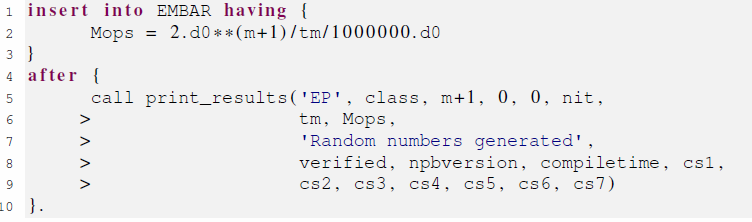 1 insert into EMBAR having {
2 Mops = 2.d0**(m+1)/tm/1000000.d0
3 }
4 after {
5 call print_results('EP', class, m+1, 0, 0, nit,
6 > tm, Mops,
7 > 'Random numbers generated',
8 > verified, npbversion, compiletime, cs1,
9 > cs2, cs3, cs4, cs5, cs6, cs7)
10 }.